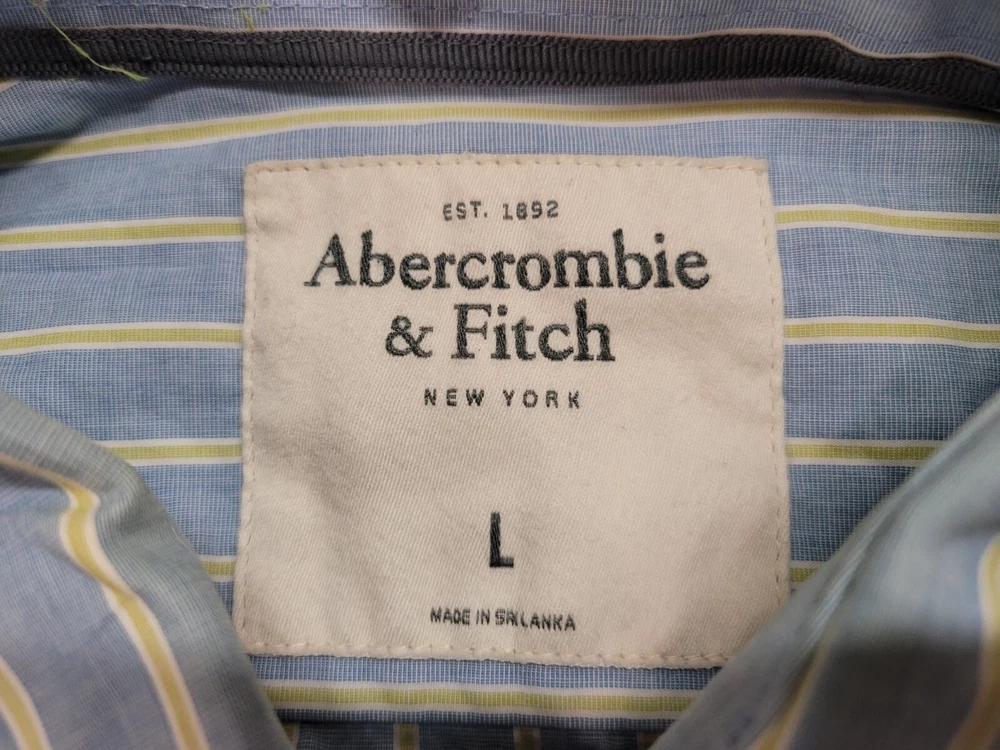 EST. 1892
Abercrombie
& Fitch
NEW YORK
L
MADE IN SRI LANKA